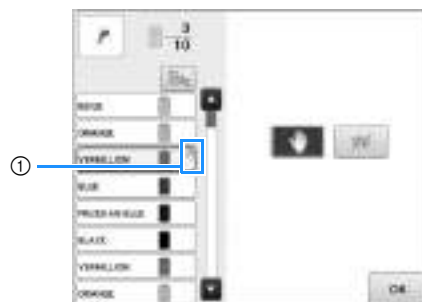 3
10
BEIGE
ORANGE
①
VERMILLION
BLUE
PRUSSIAN BLUE
BLACK
VERMILLION
ORANGE
OK